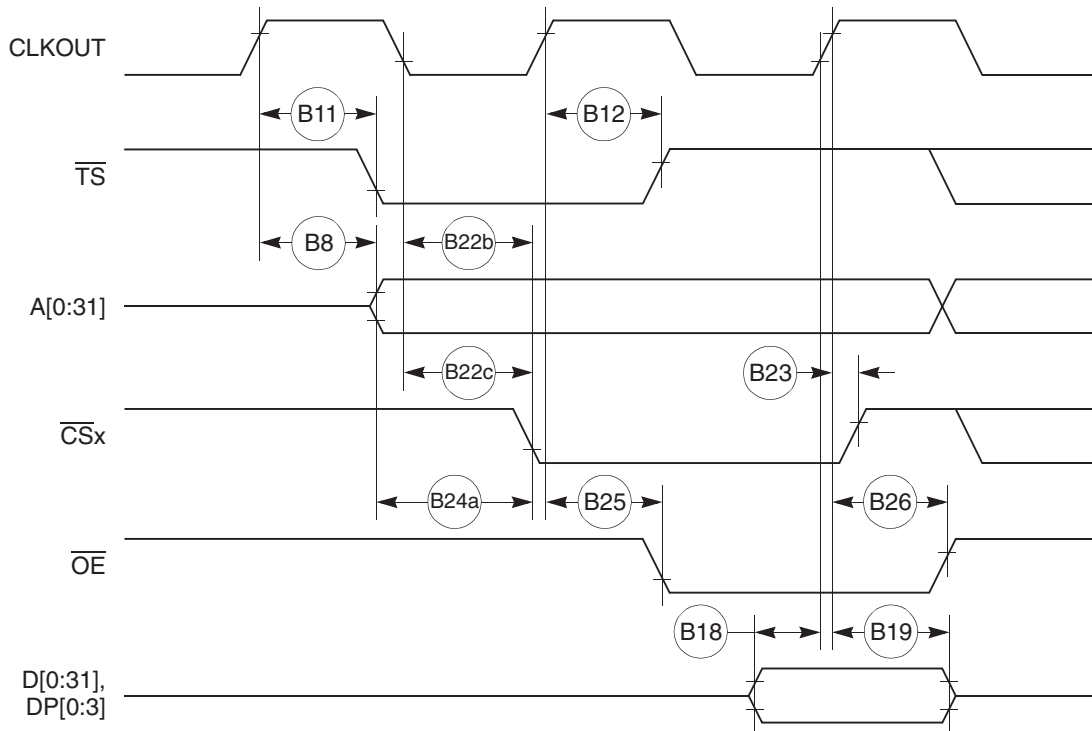 CLKOUT
B11
B12
TS
B8
B22b
A[0:31]
B22c
B23
CSx
B24a
B25
B26
OE
B18
B19
D[0:31],
DP[0:3]